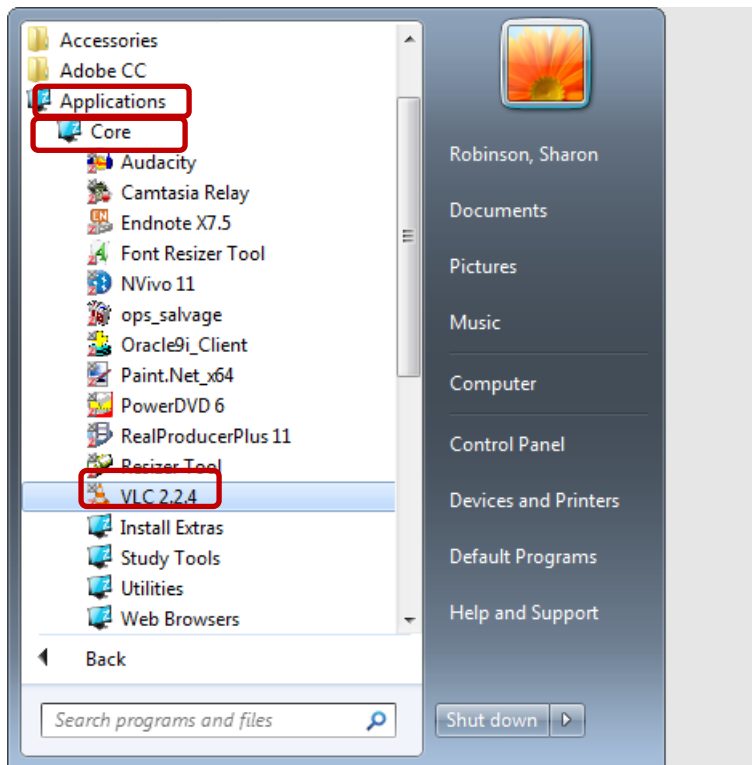 Accessories
Adobe CC
Applications
Core
Audacity
Camtasia Relay
Endnote X7.5
Font Resizer Tool
NVivo 11
ops_salvage
Oracle9i_Client
Paint.Net_x64
PowerDVD 6
RealProducerPlus 11
Resizer Tool
VLC 2.2.4
Install Extras
Study Tools
Utilities
Web Browsers
Back
Search programs and files
Robinson, Sharon
Documents
Pictures
Music
Computer
Control Panel
Devices and Printers
Default Programs
Help and Support
Shut down